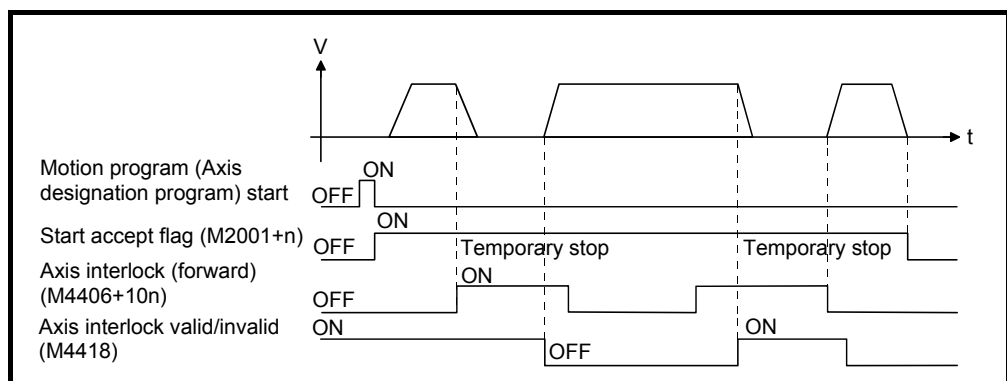 V
t
Motion program (Axis
designation program) start
OFF
ON
Start accept flag (M2001+n)
OFF
ON
Temporary stop
Temporary stop
Axis interlock (forward)
(M4406+10n)
OFF
ON
Axis interlock valid/invalid
(M4418)
ON
OFF
ON